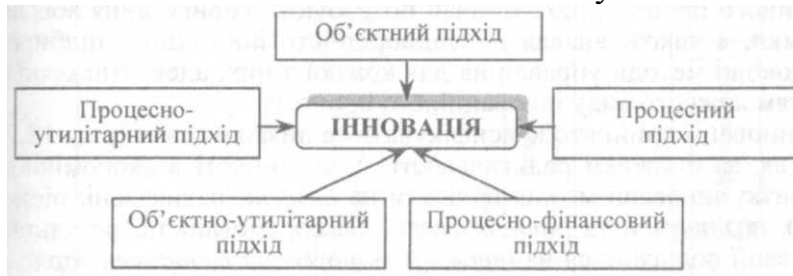 Об’єктний підхід
Процесно-
утилітарний підхід
ІННОВАЦІЯ
Процесний
підхід
Об’єктно-утилітарний
підхід
Процесно-фінансовий
підхід